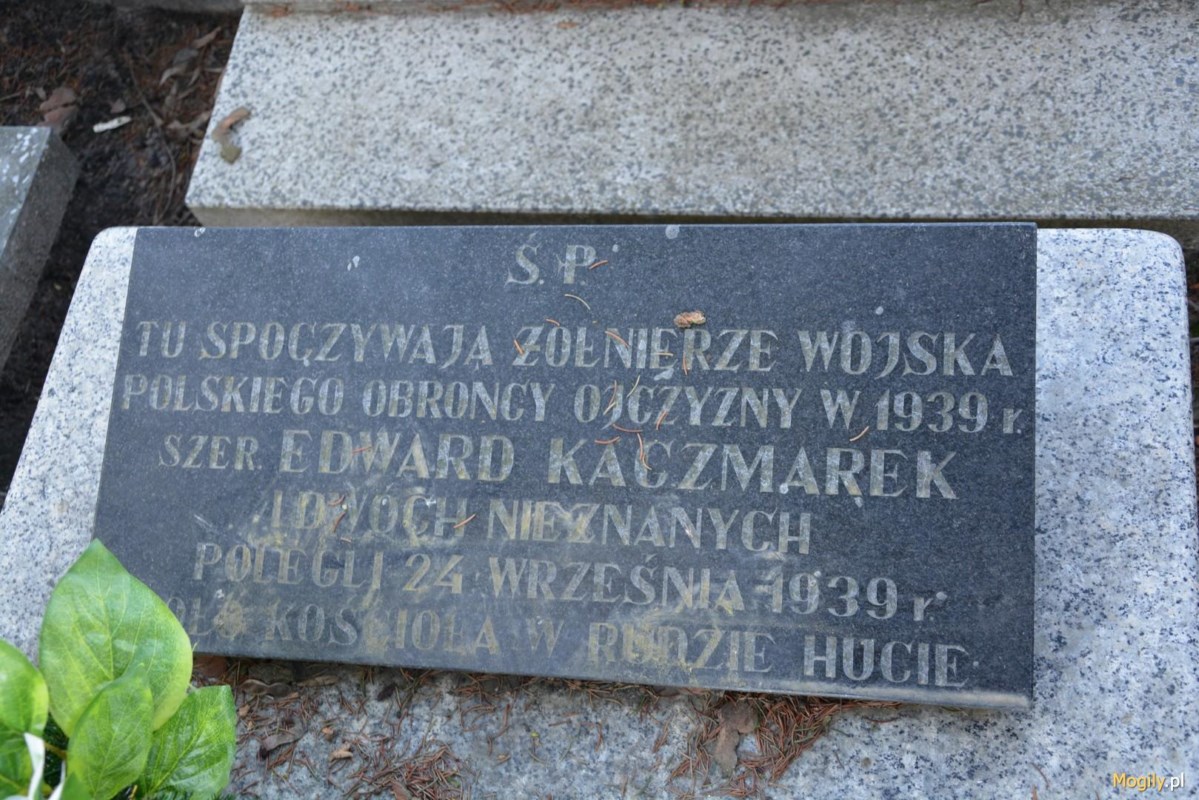 Ś. P.
TU SPOCZYWAJĄ ŻOŁNIERZE WOJSKA
POLSKIEGO OBROŃCY OJCZYZNY W 1939 r.
SZER. EDWARD KACZMAREK
I DWÓCH NIEZNANYCH
POLEGLI 24 WRZEŚNIA 1939 r.
KOŚCIOŁA W RUDZIE HUCIE
Mogily.pl